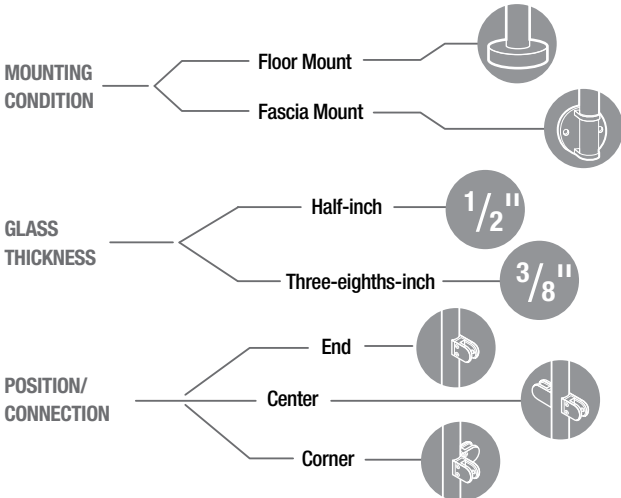 MOUNTING
CONDITION
Floor Mount
Fascia Mount
GLASS
THICKNESS
Half-inch
1/2"
Three-eighths-inch
3/8"
POSITION/
CONNECTION
End
Center
Corner